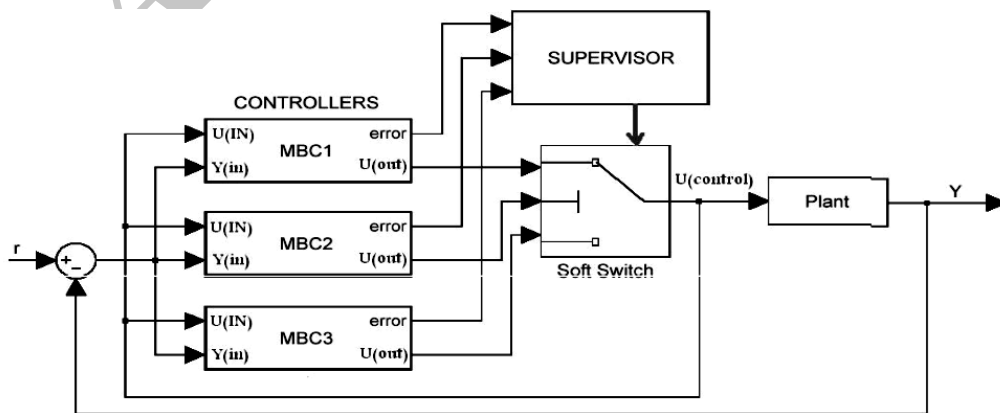 SUPERVISOR
CONTROLLERS
U(IN)
error
MBC1
Y(in)
U(out)
U(IN)
error
MBC2
Y(in)
U(out)
U(IN)
error
MBC3
Y(in)
U(out)
r
+
-
Soft Switch
U(control)
Plant
Y